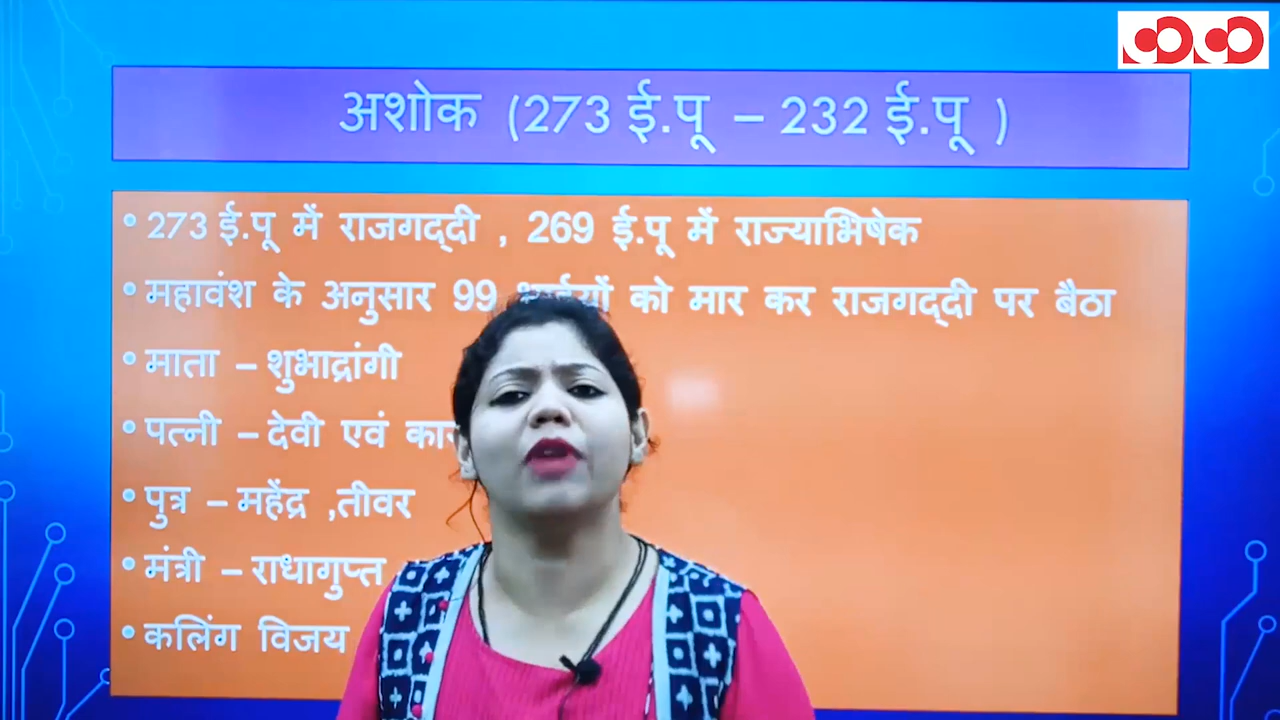 अशोक (273 ई.पू – 232 ई.पू )
• 273 ई.पू में राजगद्दी , 269 ई.पू में राज्याभिषेक
• महावंश के अनुसार 99 को मार कर राजगद्दी पर बैठा
• माता – शुभाद्रांगी
• पत्नी – देवी एवं
• पुत्र – महेंद्र ,तीवर
• मंत्री – राधागुप्त
• कलिंग विजय